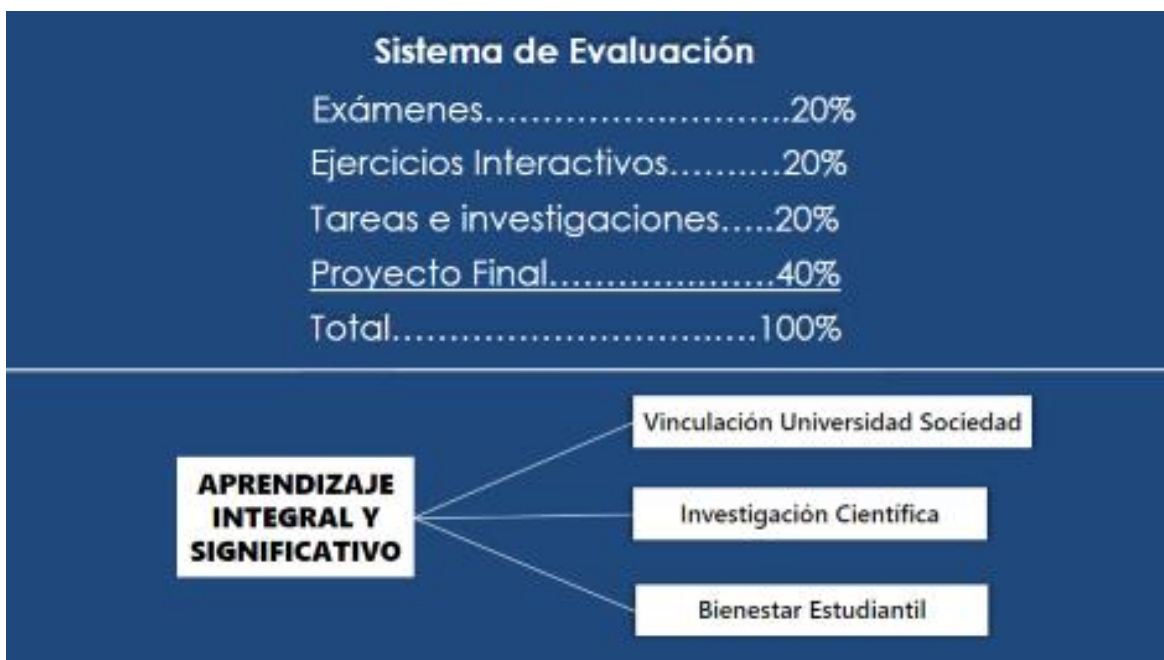 Sistema de Evaluación
Exámenes……………..………..20%
Ejercicios Interactivos……….…20%
Tareas e investigaciones…..20%
Proyecto Final…………….……40%
Total……………………………….100%
Vinculación Universidad Sociedad
APRENDIZAJE
INTEGRAL Y
SIGNIFICATIVO
Investigación Científica
Bienestar Estudiantil